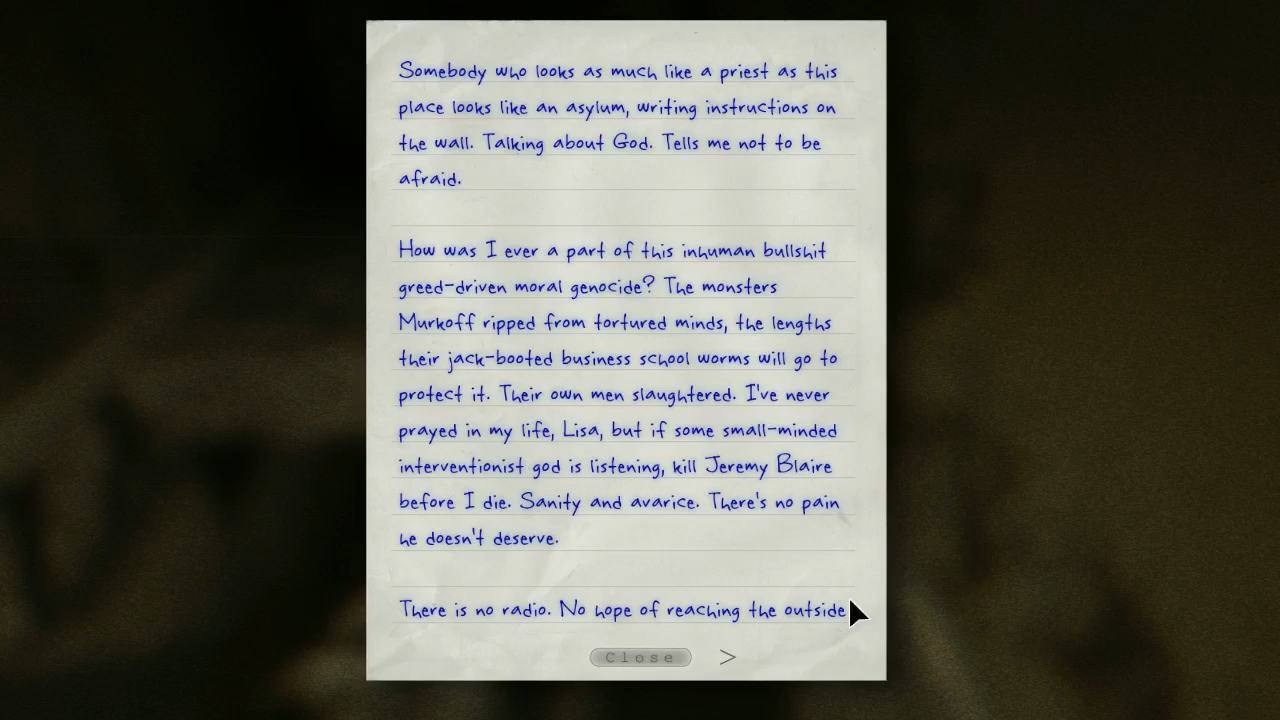 Somebody who looks as much like a priest as this
place looks like an asylum, writing instructions on
the wall. Talking about God. Tells me not to be
afraid.
How was I ever a part of this inhuman bullshit
greed-driven moral genocide? The monsters
Murkoff ripped from tortured minds, the lengths
their jack-booted business school worms will go to
protect it. Their own men slaughtered. I've never
prayed in my life, Lisa, but if some small-minded
interventionist god is listening, kill Jeremy Blaire
before I die. Sanity and avarice. There's no pain
he doesn't deserve.
There is no radio. No hope of reaching the outside
Close >